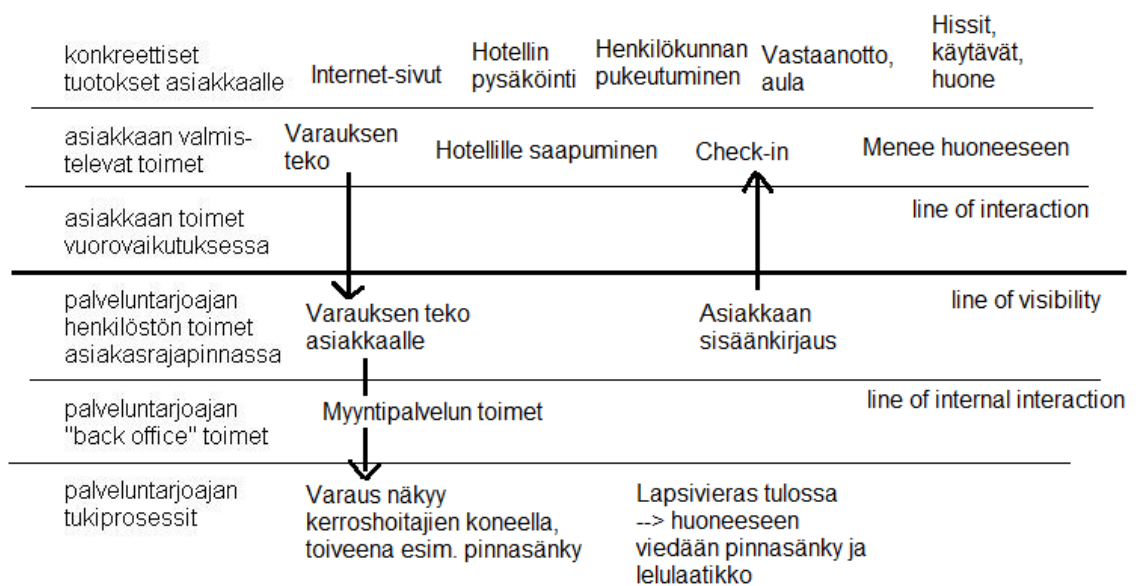 konkreettiset
tuotokset asiakkaalle
Internet-sivut
Hotellin
pysäköinti
Henkilökunnan
pukeutuminen
Vastaanotto,
aula
Hissit,
käytävät,
huone
asiakkaan valmis-
televat toimet
Varauksen
teko
Hotellille saapuminen
Check-in
Menee huoneeseen
asiakkaan toimet
vuorovaikutuksessa
line of interaction
palveluntarjoajan
henkilöstön toimet
asiakasrajapinnassa
Varauksen teko
asiakkaalle
Asiakkaan
sisäänkirjaus
line of visibility
palveluntarjoajan
"back office" toimet
Myyntipalvelun toimet
line of internal interaction
palveluntarjoajan
tukiprosessit
Varaus näkyy
kerroshoitajien koneella,
toiveena esim. pinnasänky
Lapsivieras tulossa
--> huoneeseen
viedään pinnasänky ja
lelulaatikko